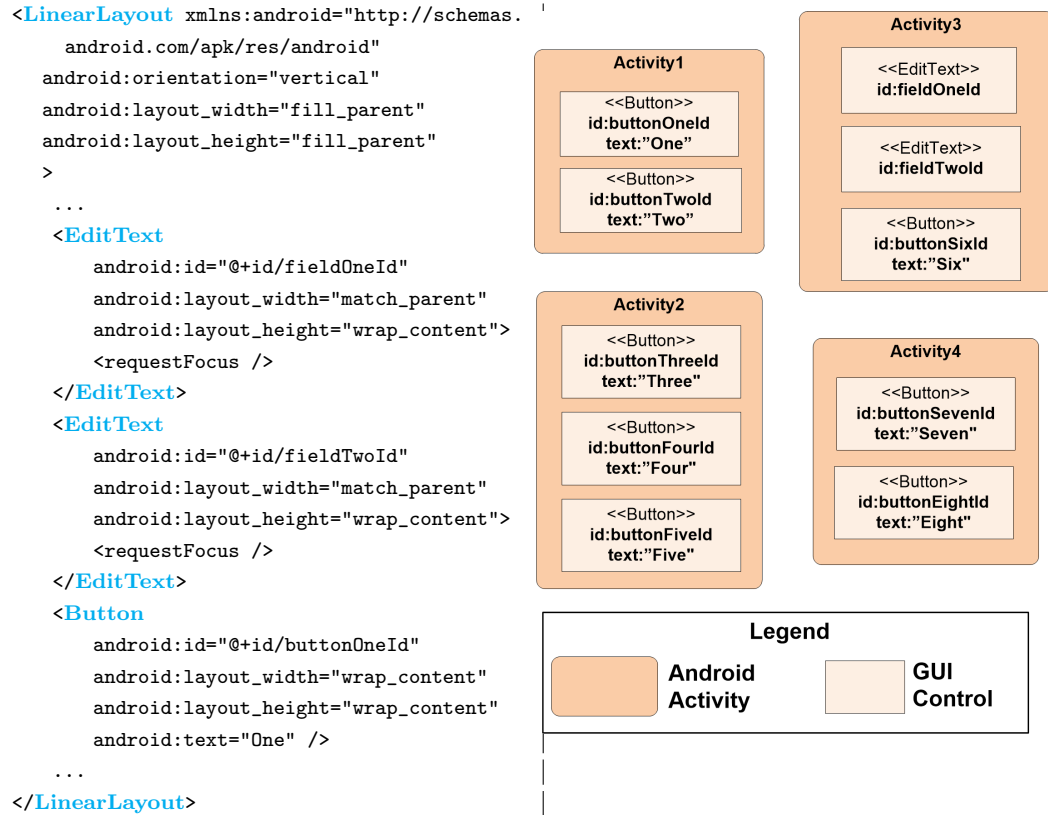 <LinearLayout xmlns:android="http://schemas.
android.com/apk/res/android"
android:orientation="vertical"
android:layout_width="fill_parent"
android:layout_height="fill_parent"
>
...
<EditText
android:id="@+id/fieldOneId"
android:layout_width="match_parent"
android:layout_height="wrap_content">
<requestFocus />
</EditText>
<EditText
android:id="@+id/fieldTwoId"
android:layout_width="match_parent"
android:layout_height="wrap_content">
<requestFocus />
</EditText>
<Button
android:id="@+id/buttonOneId"
android:layout_width="wrap_content"
android:layout_height="wrap_content"
android:text="One" />
...
</LinearLayout>
Activity1
<<Button>>
id:buttonOneId
text:”One”
<<Button>>
id:buttonTwoId
text:”Two”
Activity2
<<Button>>
id:buttonThreeId
text:”Three"
<<Button>>
id:buttonFourId
text:”Four"
<<Button>>
id:buttonFiveId
text:”Five"
Activity3
<<EditText>>
id:fieldOneId
<<EditText>>
id:fieldTwoId
<<Button>>
id:buttonSixId
text:”Six"
Activity4
<<Button>>
id:buttonSevenId
text:”Seven"
<<Button>>
id:buttonEightId
text:”Eight"
Legend
Android
Activity
GUI
Control